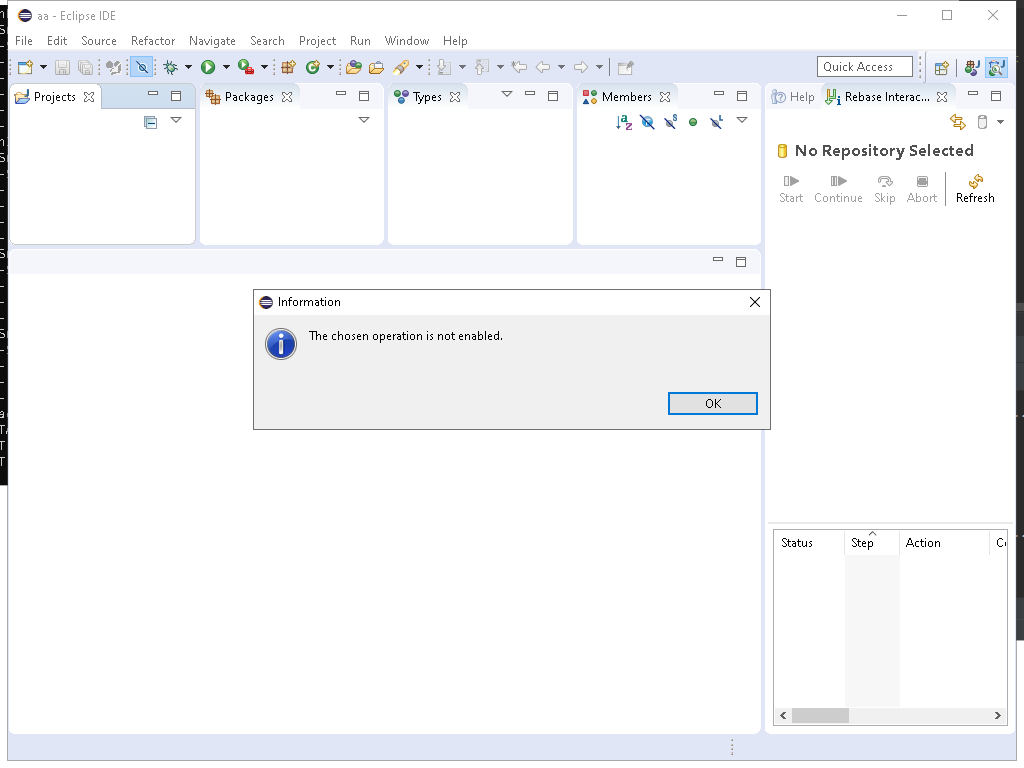 aa - Eclipse IDE
File Edit Source Refactor Navigate Search Project Run Window Help
Quick Access
Projects
Packages
Types
Members
Help
Rebase Interac...
No Repository Selected
Start Continue Skip Abort Refresh
Information
The chosen operation is not enabled.
OK
Status Step Action